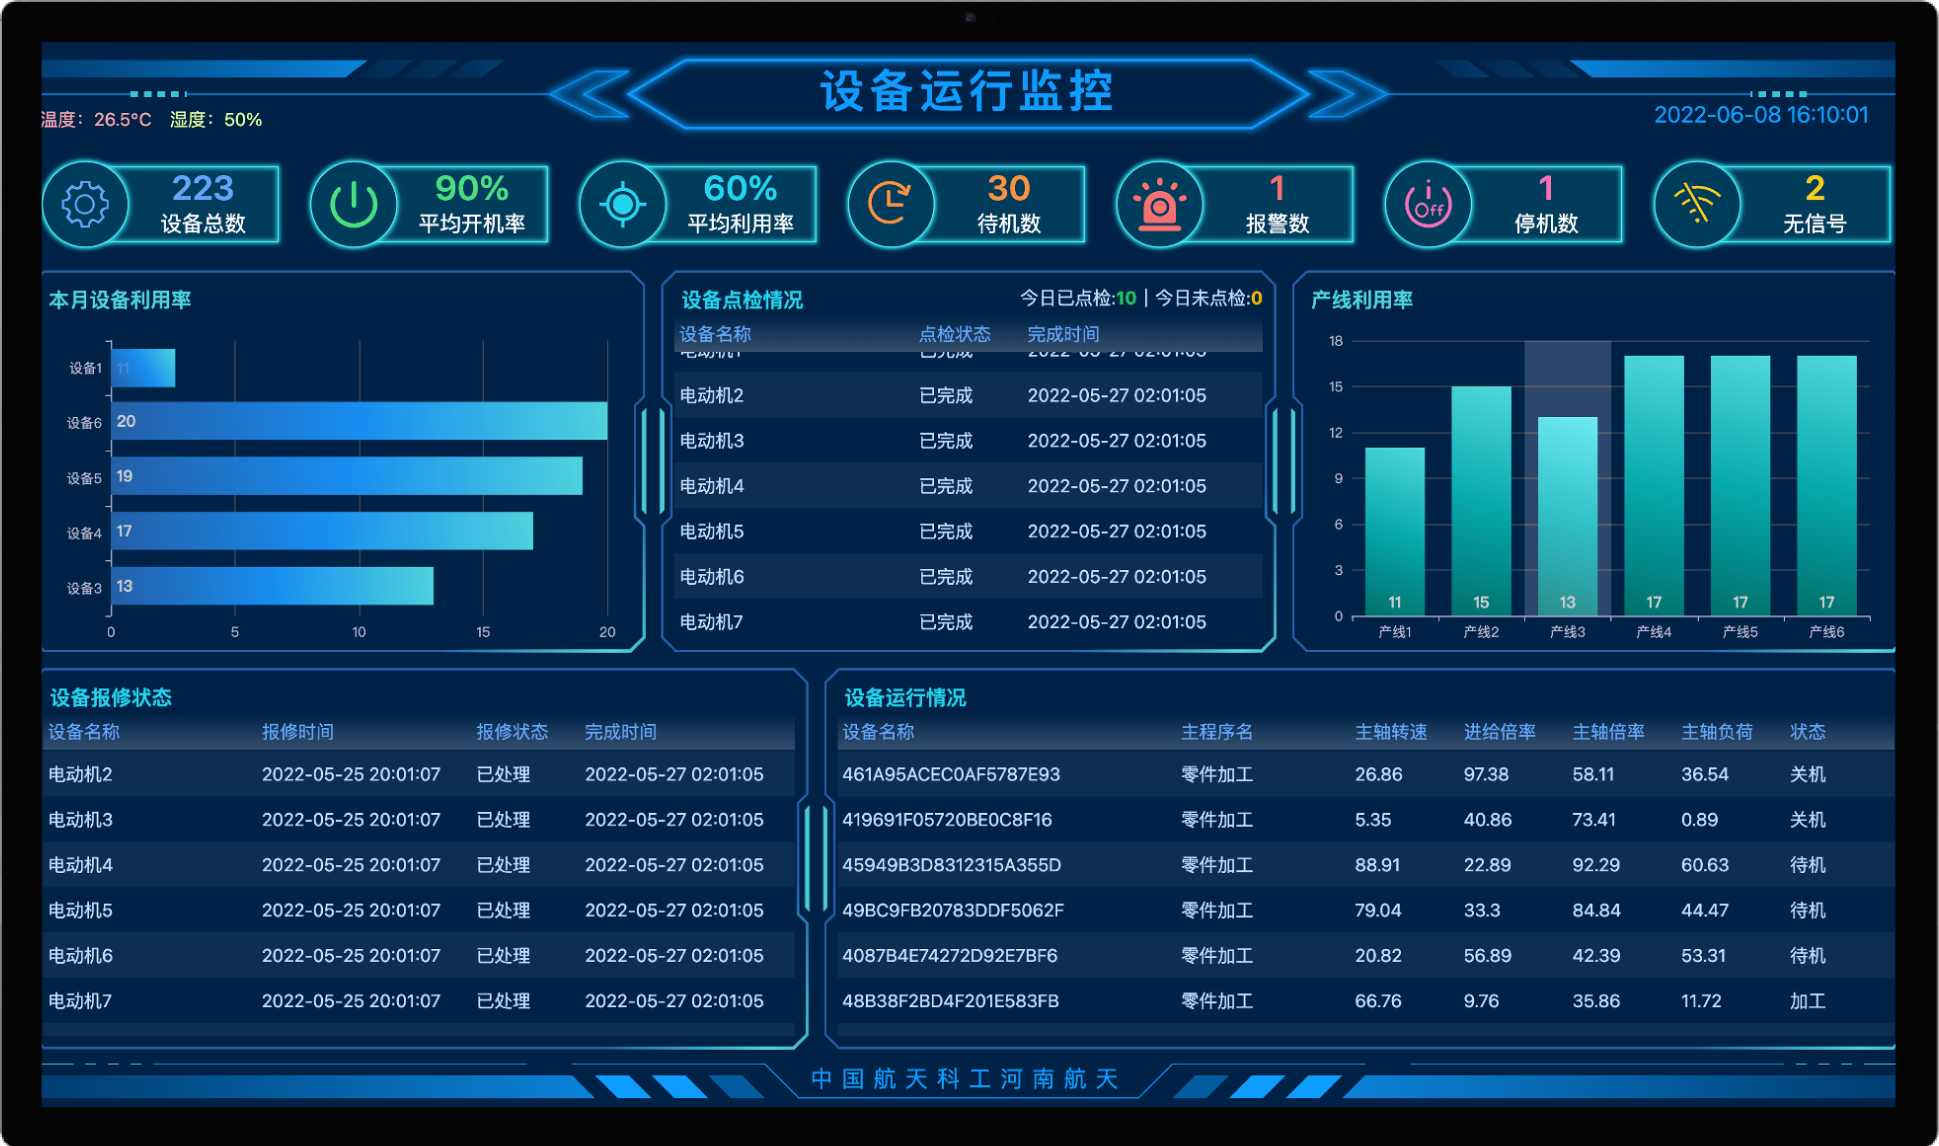 设备运行监控
温度: 26.5°C 湿度: 50%
2022-06-08 16:10:01
223
设备总数
90%
平均开机率
60%
平均利用率
30
待机数
1
报警数
Off
1
停机数
2
无信号
本月设备利用率
设备1 11
设备6 20
设备5 19
设备4 17
设备3 13
0 5 10 15 20
设备点检情况 今日已点检:10 | 今日未点检:0
设备名称 点检状态 完成时间
电动机1 已完成 2022-05-27 02:01:05
电动机2 已完成 2022-05-27 02:01:05
电动机3 已完成 2022-05-27 02:01:05
电动机4 已完成 2022-05-27 02:01:05
电动机5 已完成 2022-05-27 02:01:05
电动机6 已完成 2022-05-27 02:01:05
电动机7 已完成 2022-05-27 02:01:05
产线利用率
18
15
12
9
6
3
0
11 15 13 17 17 17
产线1 产线2 产线3 产线4 产线5 产线6
设备报修状态
设备名称 报修时间 报修状态 完成时间
电动机2 2022-05-25 20:01:07 已处理 2022-05-27 02:01:05
电动机3 2022-05-25 20:01:07 已处理 2022-05-27 02:01:05
电动机4 2022-05-25 20:01:07 已处理 2022-05-27 02:01:05
电动机5 2022-05-25 20:01:07 已处理 2022-05-27 02:01:05
电动机6 2022-05-25 20:01:07 已处理 2022-05-27 02:01:05
电动机7 2022-05-25 20:01:07 已处理 2022-05-27 02:01:05
设备运行情况
设备名称 主程序名 主轴转速 进给倍率 主轴倍率 主轴负荷 状态
461A95ACEC0AF5787E93 零件加工 26.86 97.38 58.11 36.54 关机
419691F05720BE0C8F16 零件加工 5.35 40.86 73.41 0.89 关机
45949B3D8312315A355D 零件加工 88.91 22.89 92.29 60.63 待机
49BC9FB20783DDF5062F 零件加工 79.04 33.3 84.84 44.47 待机
4087B4E74272D92E7BF6 零件加工 20.82 56.89 42.39 53.31 待机
48B38F2BD4F201E583FB 零件加工 66.76 9.76 35.86 11.72 加工
中国航天科工河南航天